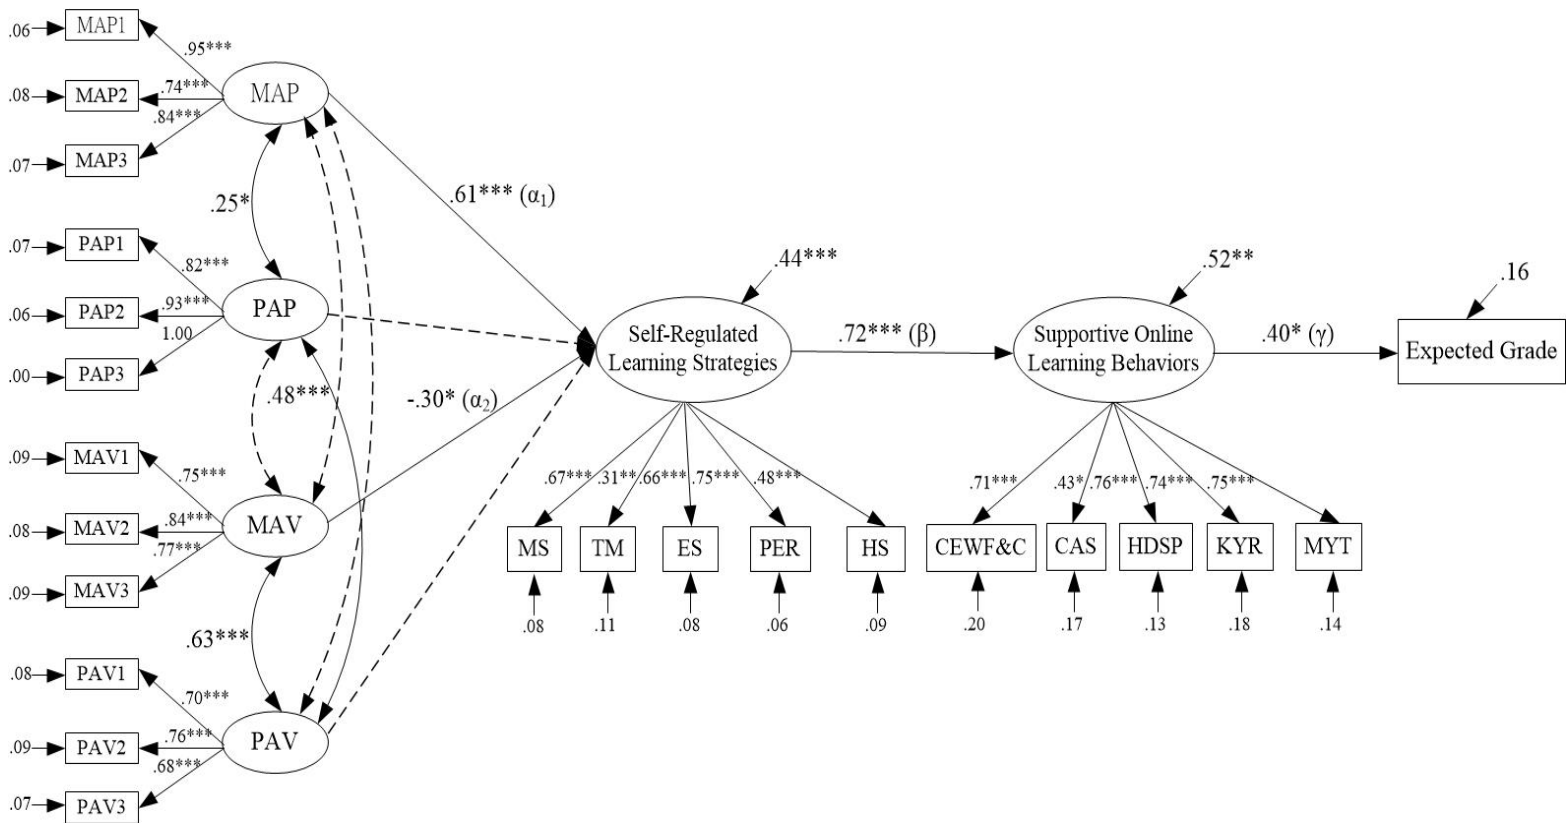 .06
MAP1
.95***
.08
MAP2
.74***
MAP
.84***
.07
MAP3
.25*
.61*** (α₁)
.07
PAP1
.82***
.06
PAP2
.93***
PAP
1.00
.00
PAP3
.48***
-.30* (α₂)
.09
MAV1
.75***
.08
MAV2
.84***
MAV
.77***
.09
MAV3
.63***
.08
PAV1
.70***
.09
PAV2
.76***
PAV
.68***
.07
PAV3
.44***
Self-Regulated
Learning Strategies
.72*** (β)
.52**
Supportive Online
Learning Behaviors
.40* (γ)
.16
Expected Grade
.67***
.31**
.66***
.75***
.48***
MS
TM
ES
PER
HS
.08
.11
.08
.06
.09
.71***
.43*
.76***
.74***
.75***
CEWF&C
CAS
HDSP
KYR
MYT
.20
.17
.13
.18
.14